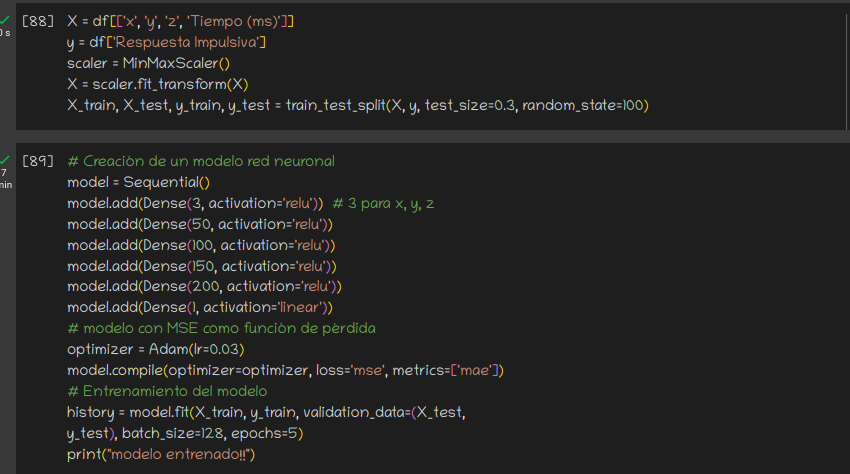 [88] X = df[['x', 'y', 'z', 'Tiempo (ms)']]
0 s
y = df['Respuesta Impulsiva']
scaler = MinMaxScaler()
X = scaler.fit_transform(X)
X_train, X_test, y_train, y_test = train_test_split(X, y, test_size=0.3, random_state=100)
[89] # Creación de un modelo red neuronal
7
min
model = Sequential()
model.add(Dense(3, activation='relu')) # 3 para x, y, z
model.add(Dense(50, activation='relu'))
model.add(Dense(100, activation='relu'))
model.add(Dense(150, activation='relu'))
model.add(Dense(200, activation='relu'))
model.add(Dense(1, activation='linear'))
# modelo con MSE como función de pérdida
optimizer = Adam(lr=0.03)
model.compile(optimizer=optimizer, loss='mse', metrics=['mae'])
# Entrenamiento del modelo
history = model.fit(X_train, y_train, validation_data=(X_test,
y_test), batch_size=128, epochs=5)
print("modelo entrenado!!")